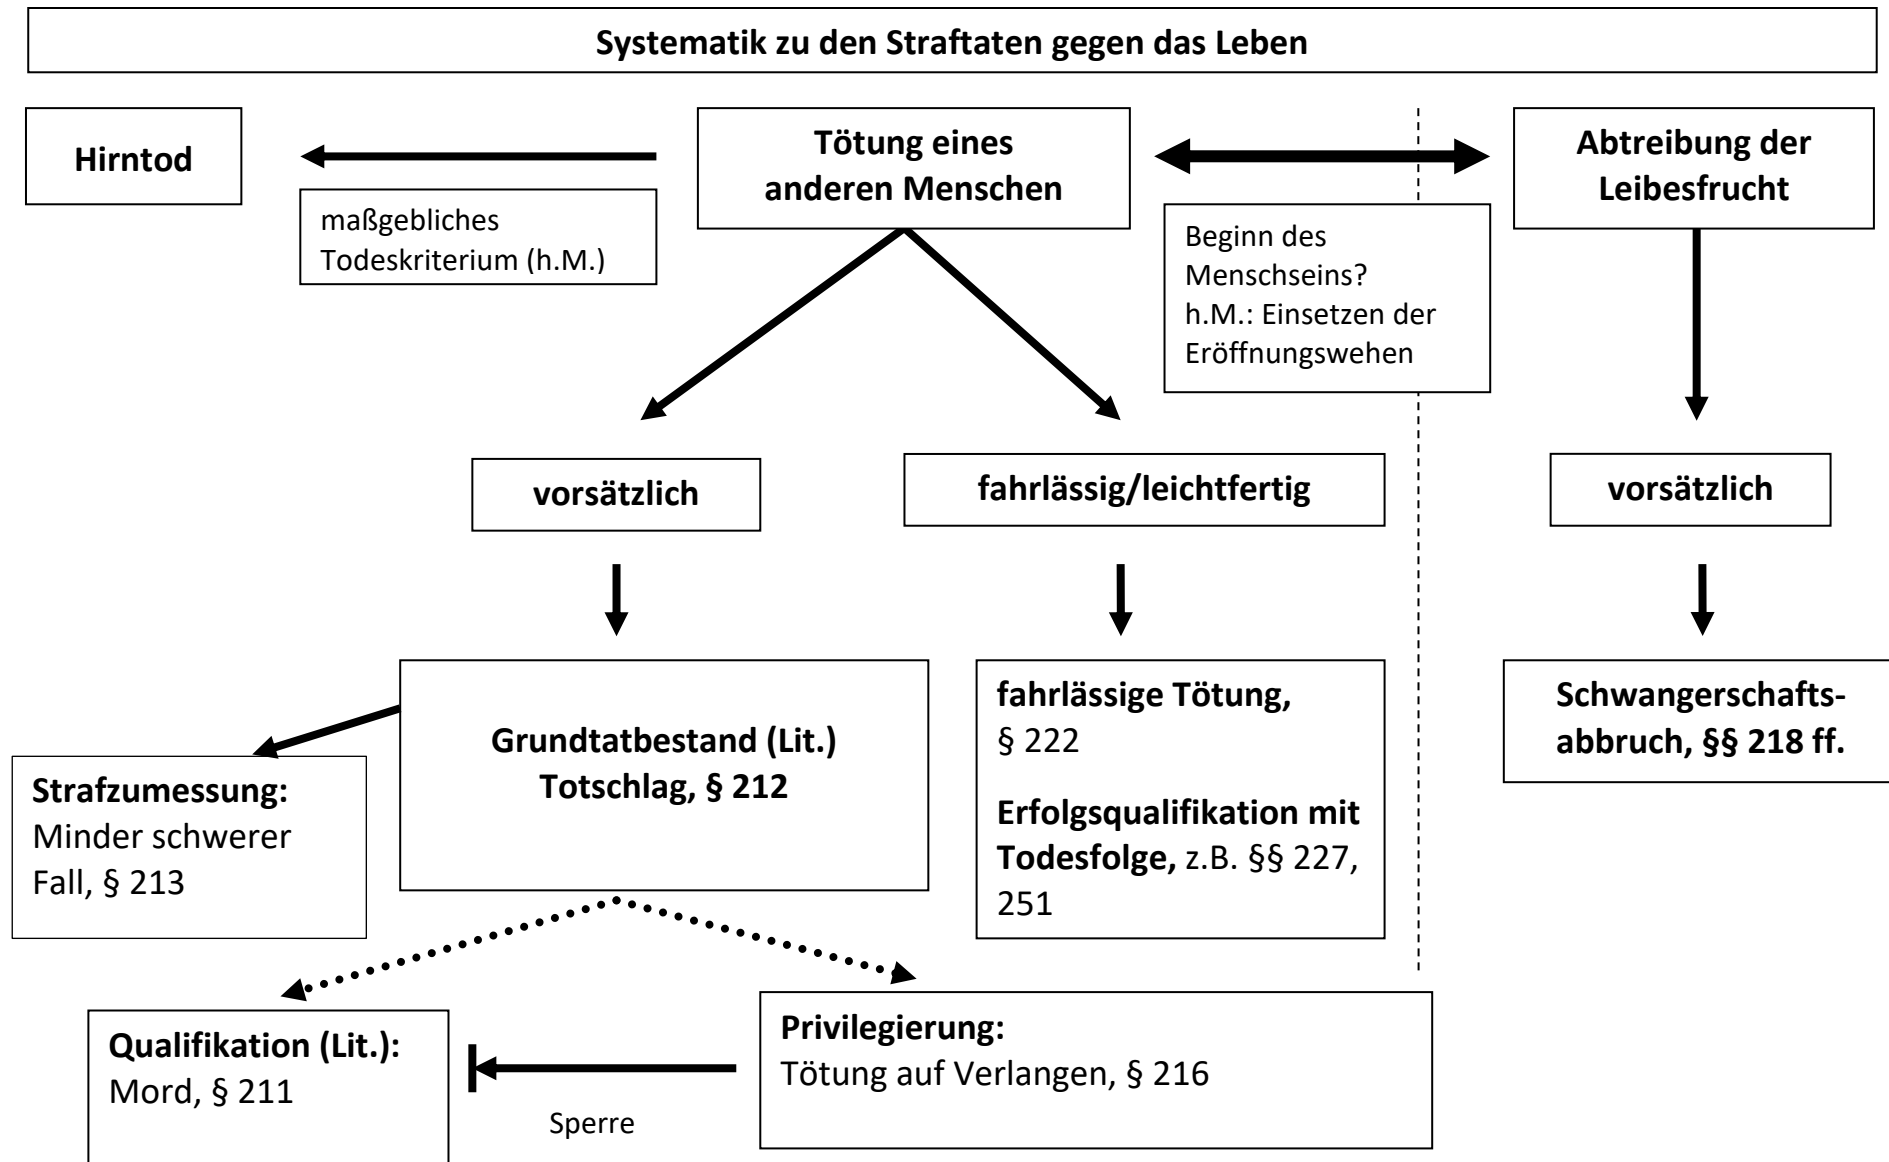 Systematik zu den Straftaten gegen das Leben
Hirntod
maßgebliches
Todeskriterium (h.M.)
Tötung eines
anderen Menschen
Beginn des
Menschseins?
h.M.: Einsetzen der
Eröffnungswehen
Abtreibung der
Leibesfrucht
vorsätzlich
fahrlässig/leichtfertig
vorsätzlich
Grundtatbestand (Lit.)
Totschlag, § 212
fahrlässige Tötung,
§ 222
Erfolgsqualifikation mit
Todesfolge, z.B. §§ 227,
251
Schwangerschafts-
abbruch, §§ 218 ff.
Strafzumessung:
Minder schwerer
Fall, § 213
Qualifikation (Lit.):
Mord, § 211
Sperre
Privilegierung:
Tötung auf Verlangen, § 216